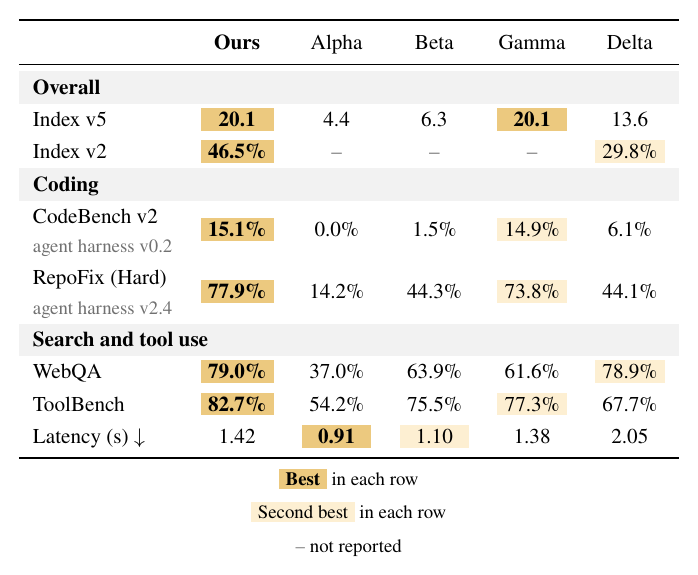 Ours Alpha Beta Gamma Delta
Overall
Index v5 20.1 4.4 6.3 20.1 13.6
Index v2 46.5% – – – 29.8%
Coding
CodeBench v2
agent harness v0.2
15.1% 0.0% 1.5% 14.9% 6.1%
RepoFix (Hard)
agent harness v2.4
77.9% 14.2% 44.3% 73.8% 44.1%
Search and tool use
WebQA 79.0% 37.0% 63.9% 61.6% 78.9%
ToolBench 82.7% 54.2% 75.5% 77.3% 67.7%
Latency (s) ↓ 1.42 0.91 1.10 1.38 2.05
Best in each row
Second best in each row
– not reported